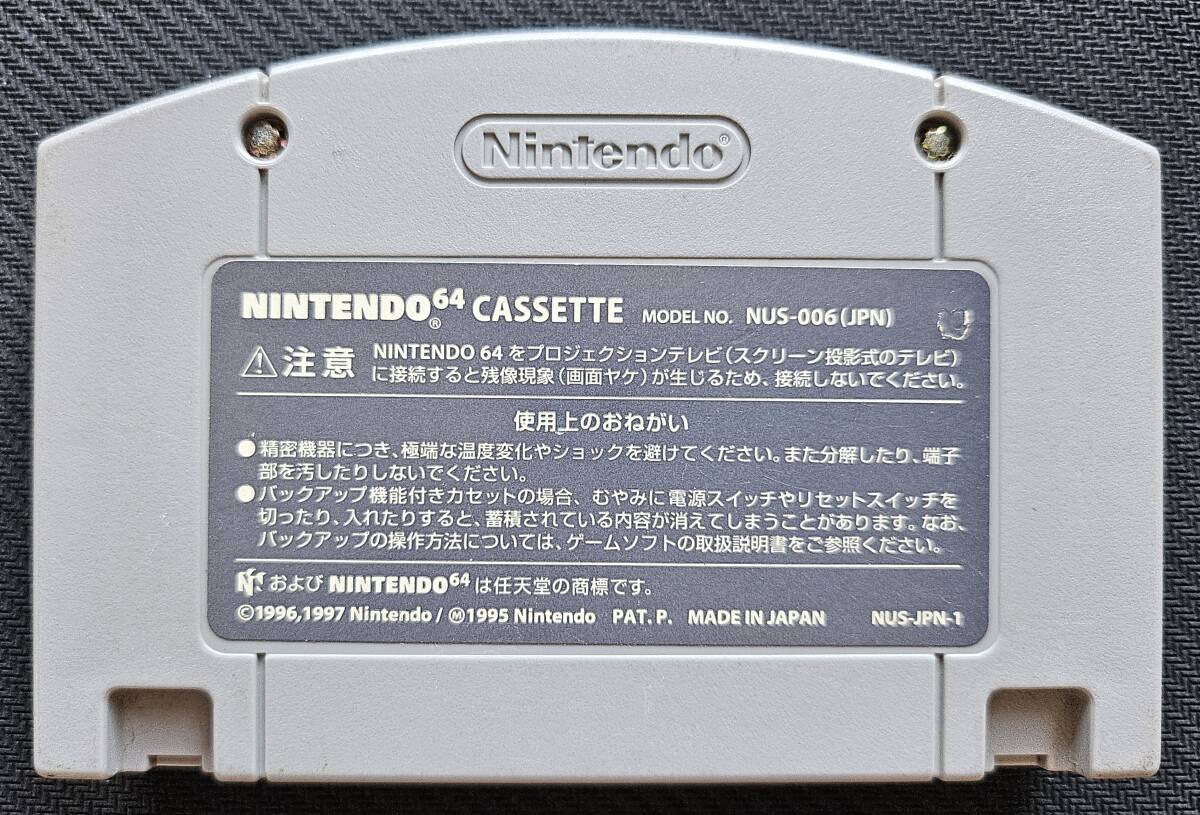 Nintendo®
NINTENDO⁶⁴® CASSETTE MODEL NO. NUS-006(JPN)
⚠注意 NINTENDO 64 をプロジェクションテレビ(スクリーン投影式のテレビ)
に接続すると残像現象(画面ヤケ)が生じるため、接続しないでください。
使用上のおねがい
●精密機器につき、極端な温度変化やショックを避けてください。また分解したり、端子
部を汚したりしないでください。
●バックアップ機能付きカセットの場合、むやみに電源スイッチやリセットスイッチを
切ったり、入れたりすると、蓄積されている内容が消えてしまうことがあります。なお、
バックアップの操作方法については、ゲームソフトの取扱説明書をご参照ください。
および NINTENDO⁶⁴ は任天堂の商標です。
©1996,1997 Nintendo / Ⓜ1995 Nintendo PAT. P. MADE IN JAPAN NUS-JPN-1